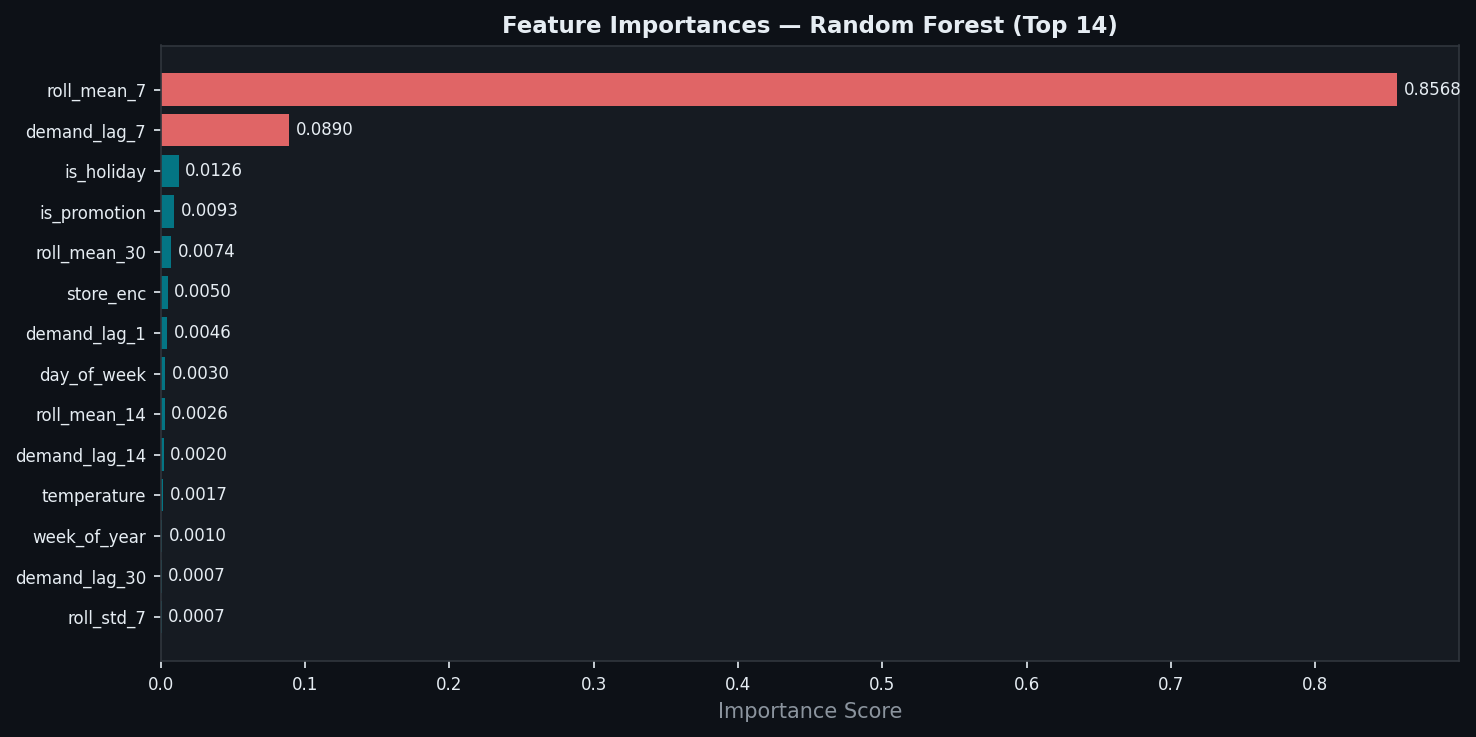 Feature Importances — Random Forest (Top 14)
roll_mean_7 0.8568
demand_lag_7 0.0890
is_holiday 0.0126
is_promotion 0.0093
roll_mean_30 0.0074
store_enc 0.0050
demand_lag_1 0.0046
day_of_week 0.0030
roll_mean_14 0.0026
demand_lag_14 0.0020
temperature 0.0017
week_of_year 0.0010
demand_lag_30 0.0007
roll_std_7 0.0007
0.0 0.1 0.2 0.3 0.4 0.5 0.6 0.7 0.8
Importance Score